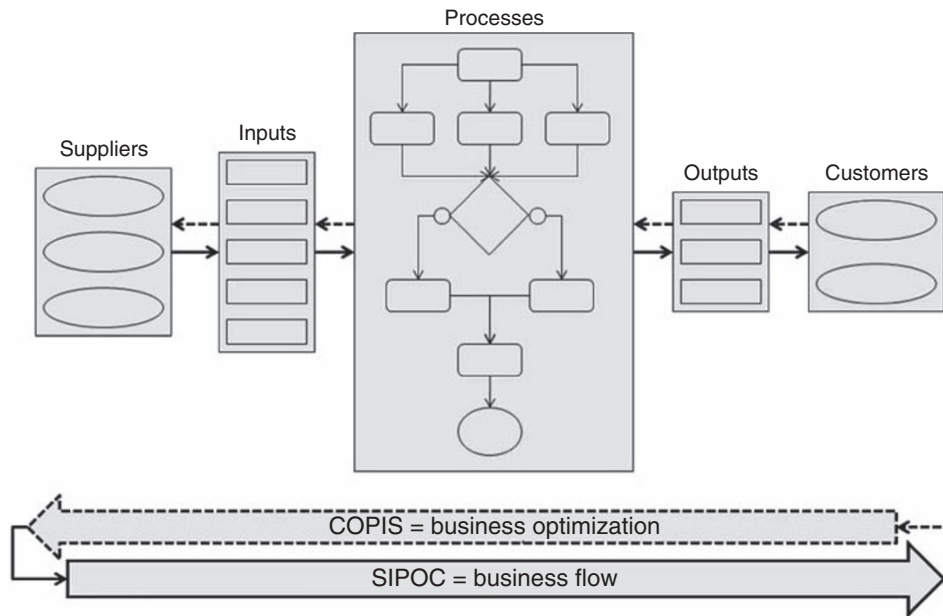 Processes
Inputs
Suppliers
Outputs
Customers
COPIS = business optimization
SIPOC = business flow